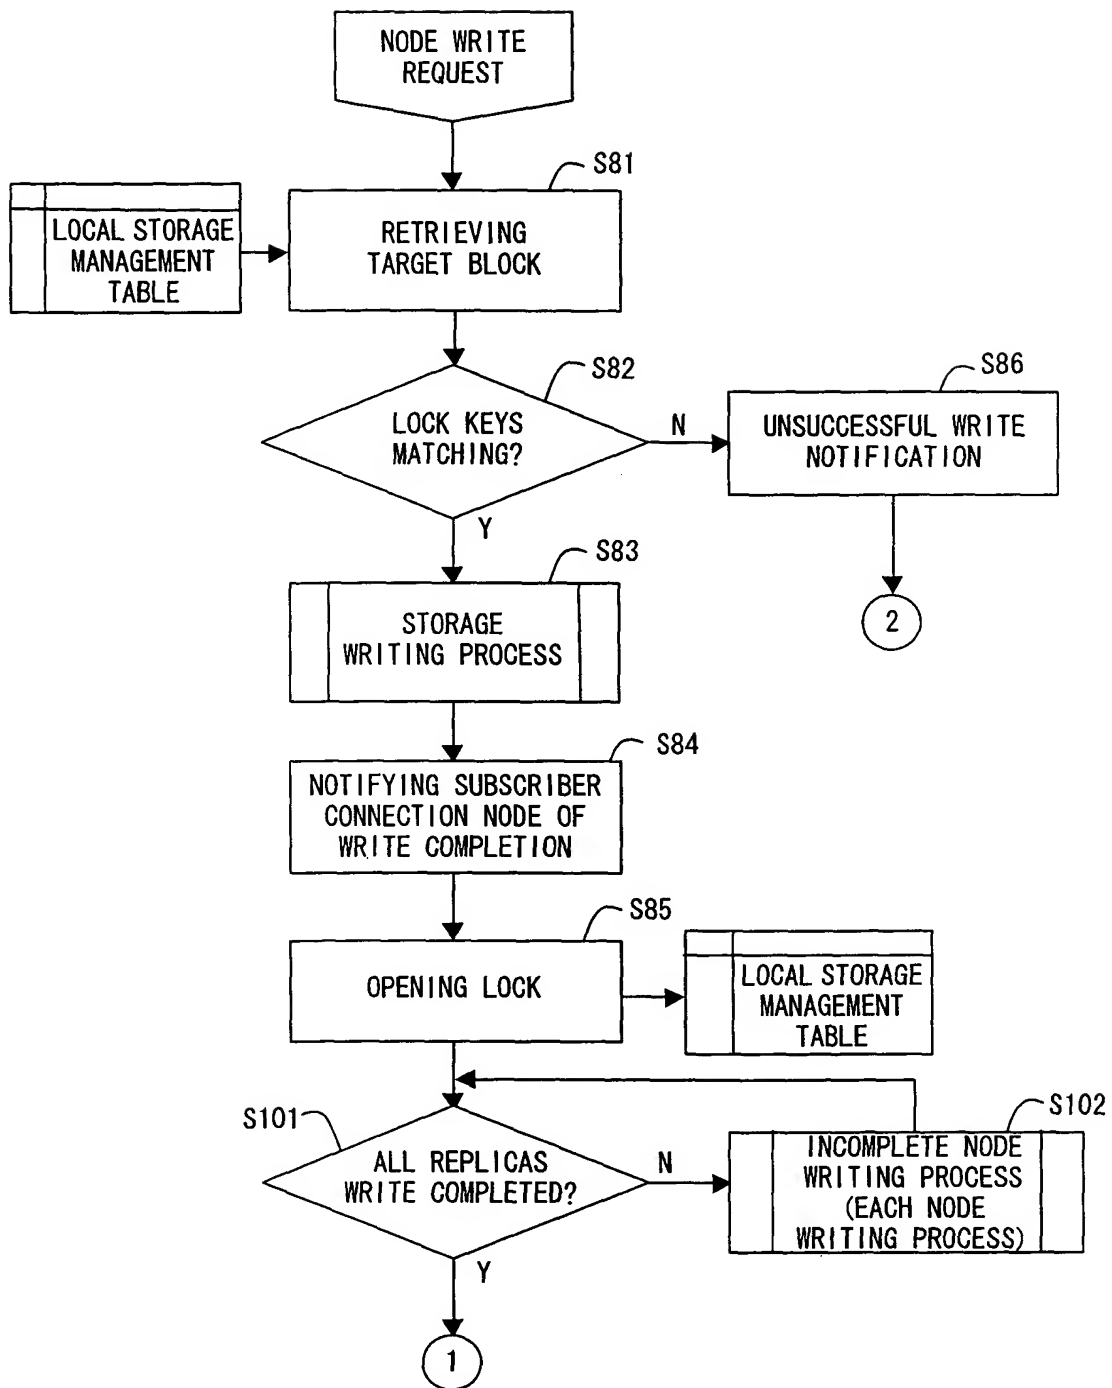 NODE WRITE
REQUEST
S81
LOCAL STORAGE
MANAGEMENT
TABLE
RETRIEVING
TARGET BLOCK
S82
LOCK KEYS
MATCHING?
N
Y
S86
UNSUCCESSFUL WRITE
NOTIFICATION
2
S83
STORAGE
WRITING PROCESS
S84
NOTIFYING SUBSCRIBER
CONNECTION NODE OF
WRITE COMPLETION
S85
OPENING LOCK
LOCAL STORAGE
MANAGEMENT
TABLE
S101
ALL REPLICAS
WRITE COMPLETED?
N
Y
S102
INCOMPLETE NODE
WRITING PROCESS
(EACH NODE
WRITING PROCESS)
1